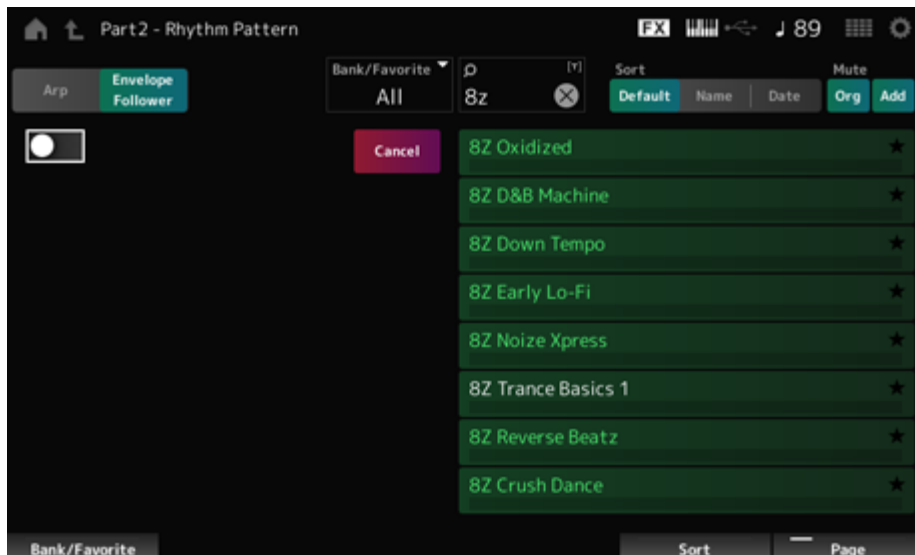 Part2 - Rhythm Pattern FX 89
Arp Envelope Follower
Bank/Favorite All
8z [Y]
Sort Default Name Date
Mute Org Add
Cancel
8Z Oxidized
8Z D&B Machine
8Z Down Tempo
8Z Early Lo-Fi
8Z Noize Xpress
8Z Trance Basics 1
8Z Reverse Beatz
8Z Crush Dance
Bank/Favorite Sort Page